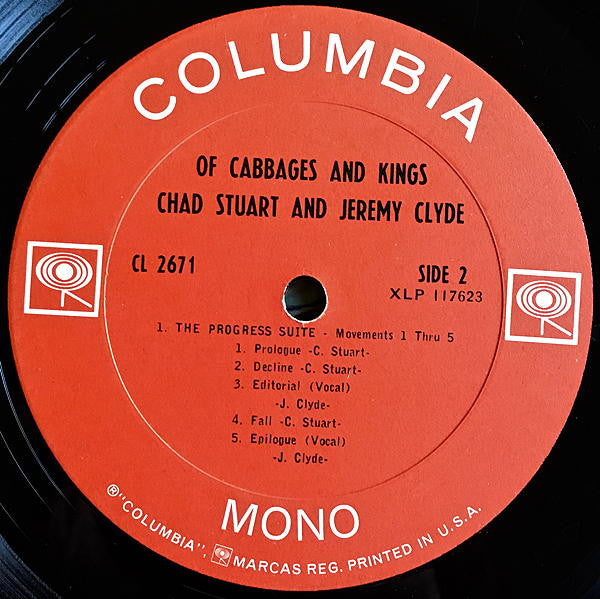 COLUMBIA
OF CABBAGES AND KINGS
CHAD STUART AND JEREMY CLYDE
CL 2671
SIDE 2
XLP 117623
1. THE PROGRESS SUITE - Movements 1 Thru 5
1. Prologue -C. Stuart-
2. Decline -C. Stuart-
3. Editorial (Vocal)
-J. Clyde-
4. Fall -C. Stuart-
5. Epilogue (Vocal)
-J. Clyde-
MONO
®"COLUMBIA", MARCAS REG. PRINTED IN U.S.A.